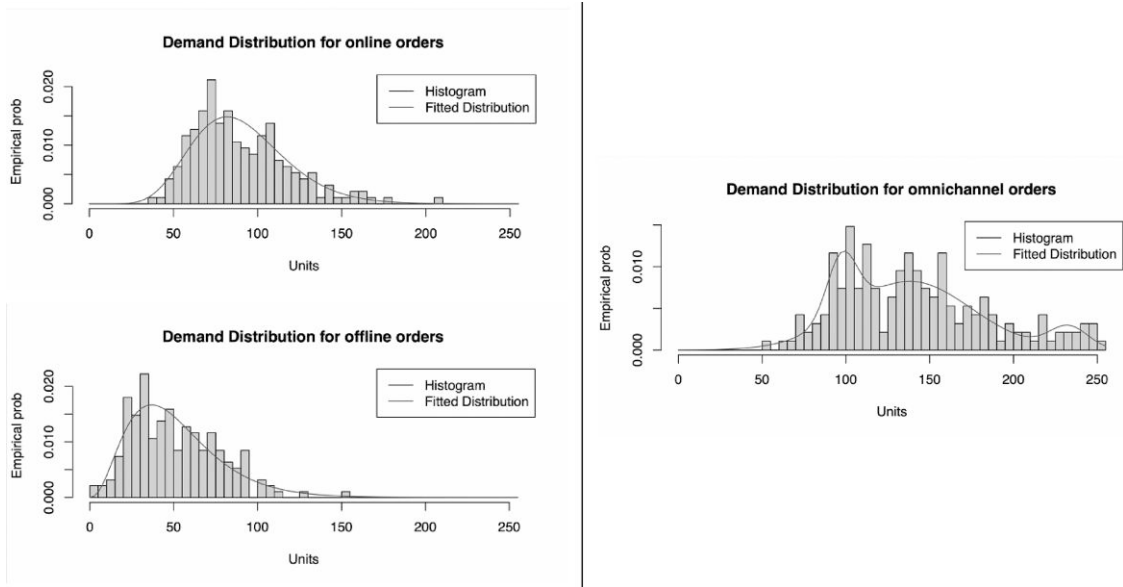 Demand Distribution for online orders
Empirical prob
0.000
0.010
0.020
Histogram
Fitted Distribution
0 50 100 150 200 250
Units
Demand Distribution for offline orders
Empirical prob
0.000
0.010
0.020
Histogram
Fitted Distribution
0 50 100 150 200 250
Units
Demand Distribution for omnichannel orders
Empirical prob
0.000
0.010
Histogram
Fitted Distribution
0 50 100 150 200 250
Units